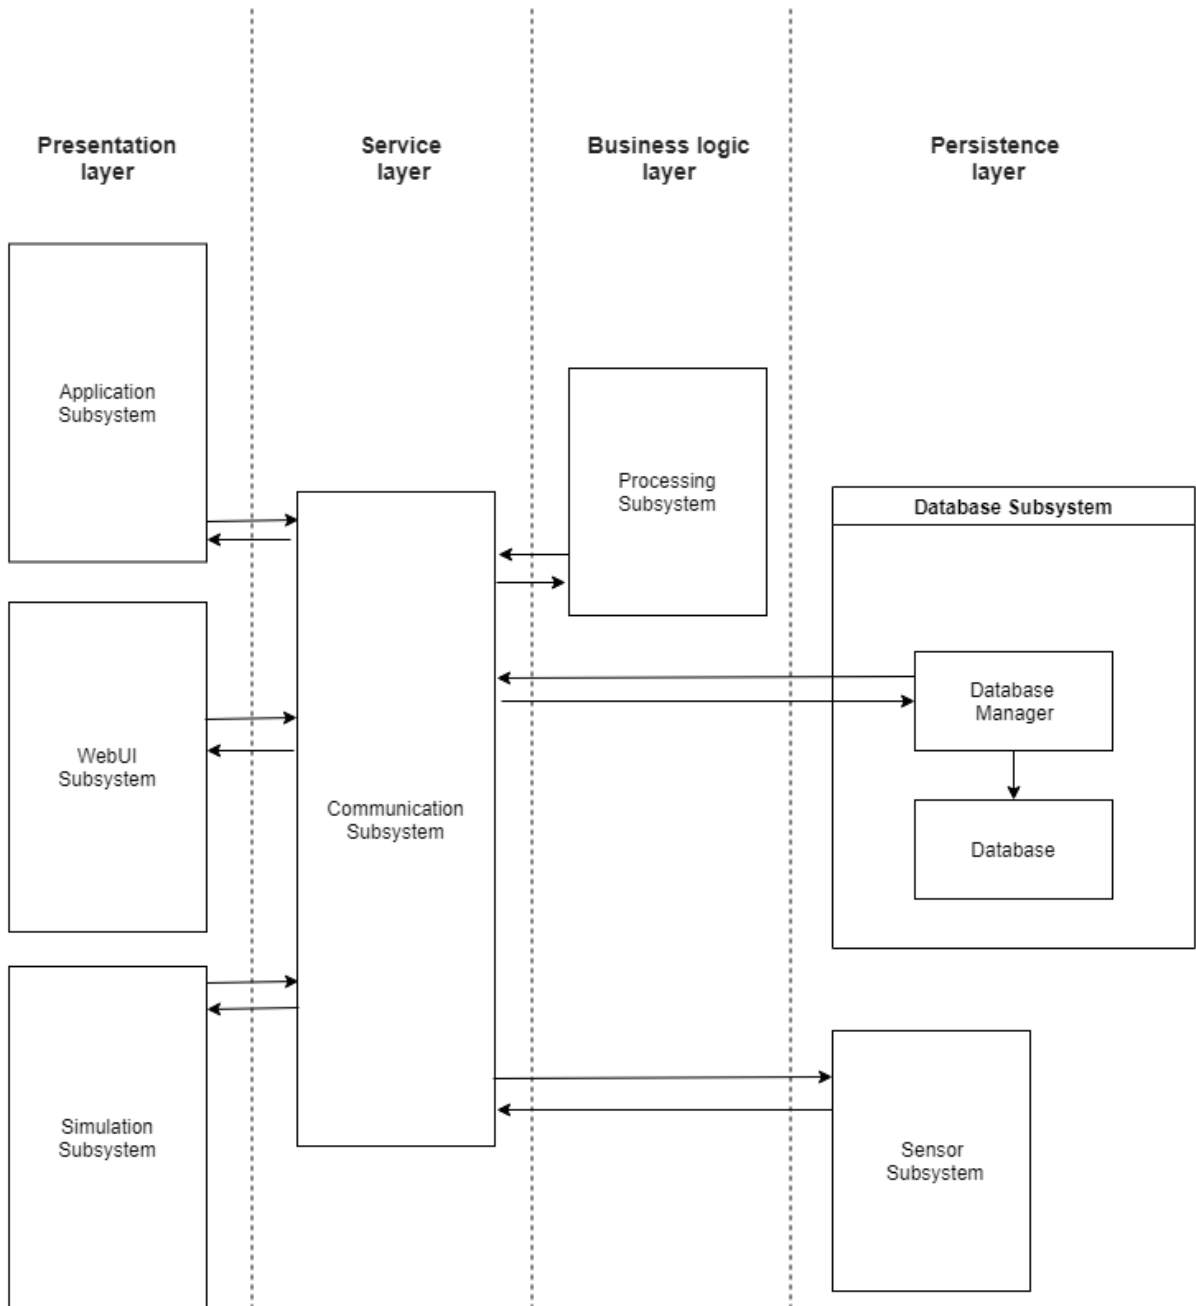 Presentation
layer
Service
layer
Business logic
layer
Persistence
layer
Application
Subsystem
Processing
Subsystem
Database Subsystem
Database
Manager
WebUI
Subsystem
Communication
Subsystem
Database
Simulation
Subsystem
Sensor
Subsystem